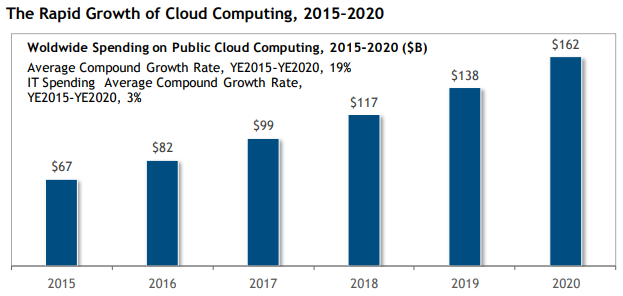 The Rapid Growth of Cloud Computing, 2015-2020
Woldwide Spending on Public Cloud Computing, 2015-2020 ($B)
Average Compound Growth Rate, YE2015-YE2020, 19%
IT Spending Average Compound Growth Rate,
YE2015-YE2020, 3%
$67
$82
$99
$117
$138
$162
2015 2016 2017 2018 2019 2020